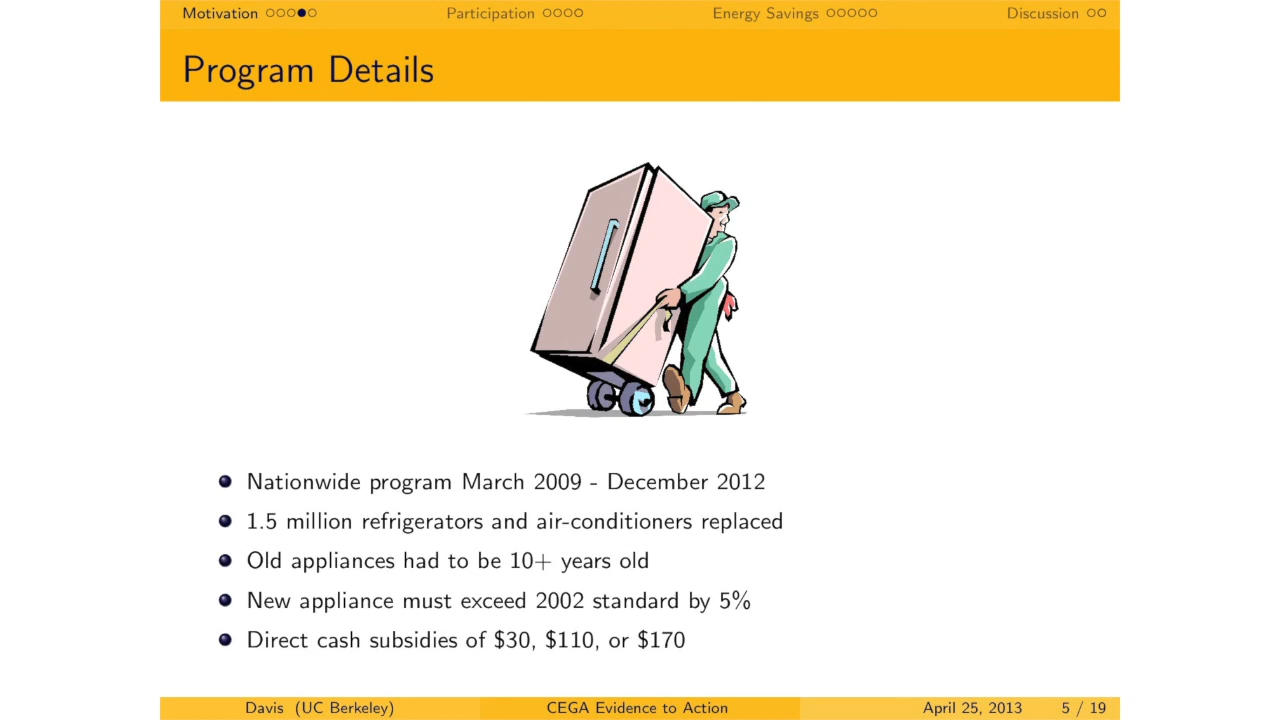 Motivation Participation Energy Savings Discussion
Program Details
Nationwide program March 2009 - December 2012
1.5 million refrigerators and air-conditioners replaced
Old appliances had to be 10+ years old
New appliance must exceed 2002 standard by 5%
Direct cash subsidies of $30, $110, or $170
Davis (UC Berkeley) CEGA Evidence to Action April 25, 2013 5 / 19